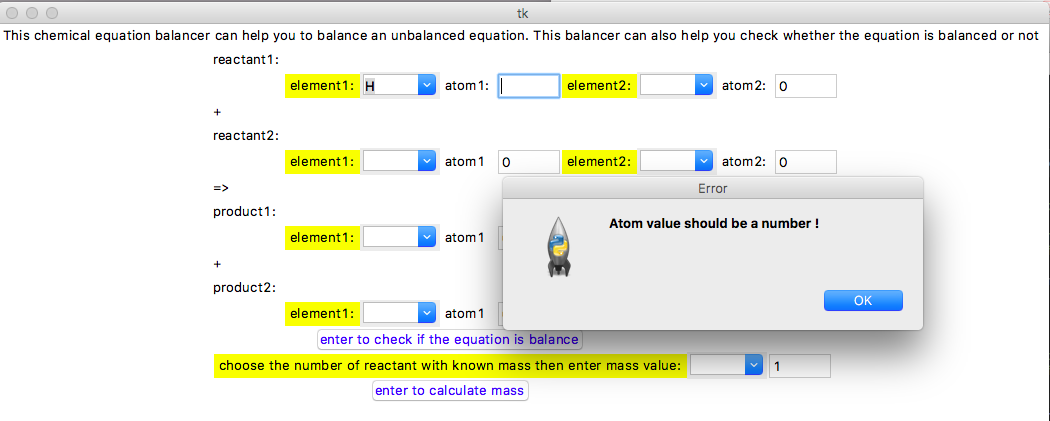 tk
This chemical equation balancer can help you to balance an unbalanced equation. This balancer can also help you check whether the equation is balanced or not
reactant1:
element1: H atom1: element2: atom2: 0
+
reactant2:
element1: atom1 0 element2: atom2: 0
=>
Error
product1:
Atom value should be a number !
element1: atom1
+
product2:
OK
element1: atom1
enter to check if the equation is balance
choose the number of reactant with known mass then enter mass value: 1
enter to calculate mass